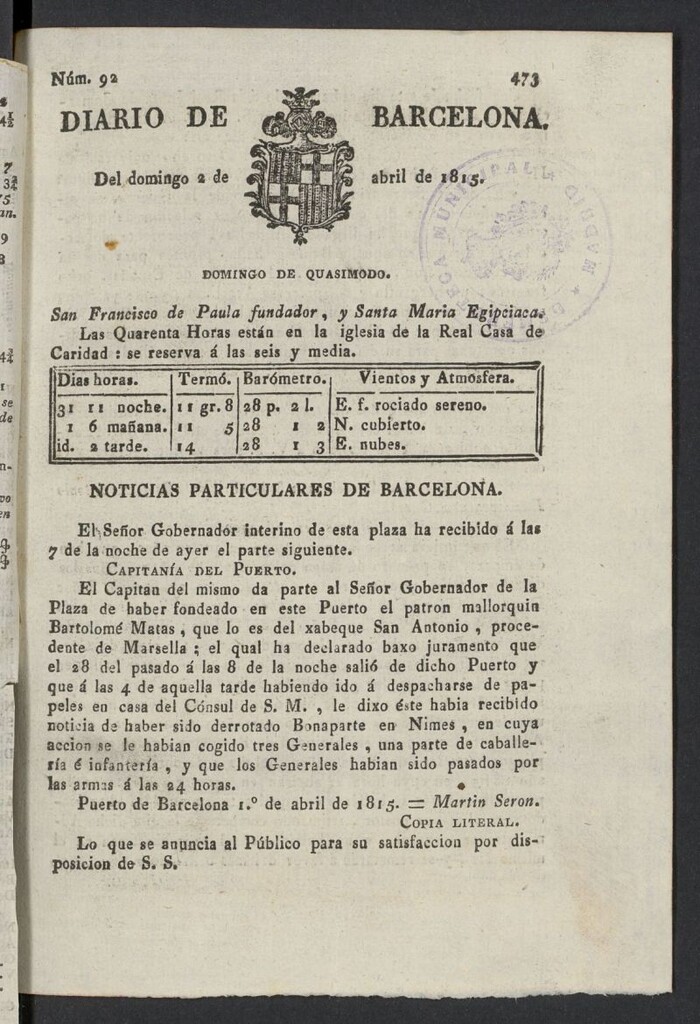 Núm. 92 473
DIARIO DE BARCELONA.
Del domingo 2 de abril de 1815.
DOMINGO DE QUASIMODO.
San Francisco de Paula fundador, y Santa Maria Egipciaca.
Las Quarenta Horas están en la iglesia de la Real Casa de
Caridad : se reserva á las seis y media.
Dias horas. Termó. Barómetro. Vientos y Atmósfera.
31 11 noche. 11 gr. 8 28 p. 2 l. E. f. rociado sereno.
1 6 mañana. 11 5 28 1 2 N. cubierto.
id. 2 tarde. 14 28 1 3 E. nubes.
NOTICIAS PARTICULARES DE BARCELONA.
El Señor Gobernador interino de esta plaza ha recibido á las
7 de la noche de ayer el parte siguiente.
CAPITANÍA DEL PUERTO.
El Capitan del mismo da parte al Señor Gobernador de la
Plaza de haber fondeado en este Puerto el patron mallorquin
Bartolomé Matas, que lo es del xabeque San Antonio, proce-
dente de Marsella; el qual ha declarado baxo juramento que
el 28 del pasado á las 8 de la noche salió de dicho Puerto y
que á las 4 de aquella tarde habiendo ido á despacharse de pa-
peles en casa del Cónsul de S. M., le dixo éste habia recibido
noticia de haber sido derrotado Bonaparte en Nimes, en cuya
accion se le habian cogido tres Generales, una parte de caballe-
ría é infantería, y que los Generales habian sido pasados por
las armas á las 24 horas.
Puerto de Barcelona 1.º de abril de 1815. = Martin Seron.
COPIA LITERAL.
Lo que se anuncia al Público para su satisfaccion por dis-
posicion de S. S.